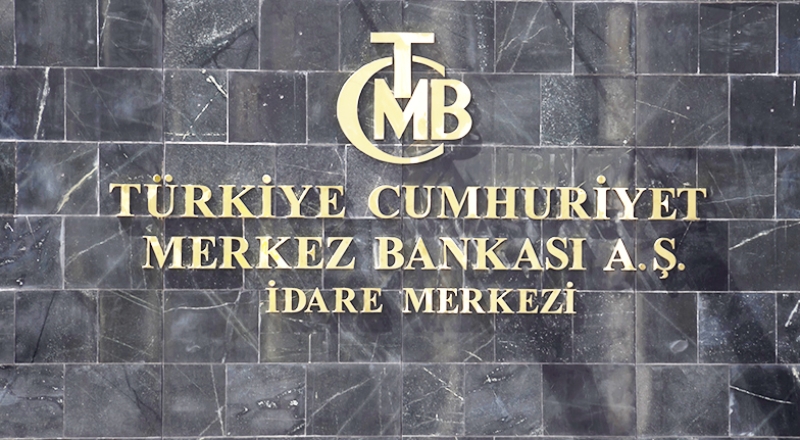 TCMB
TÜRKİYE CUMHURİYET
MERKEZ BANKASI A.Ş.
İDARE MERKEZİ